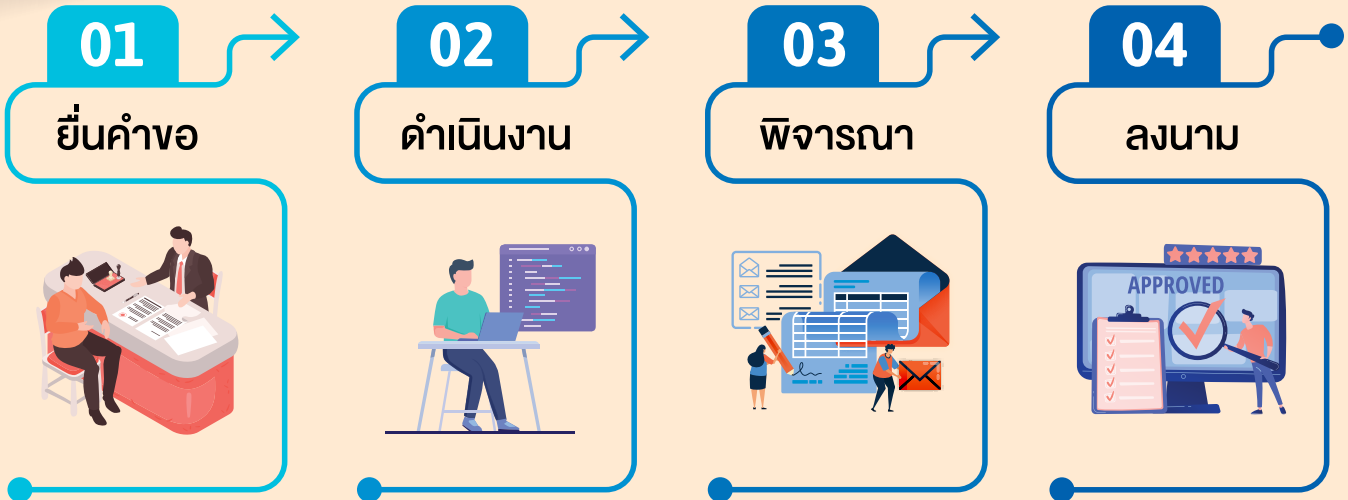 01
ยื่นคำขอ
02
ดำเนินงาน
03
พิจารณา
04
ลงนาม
APPROVED